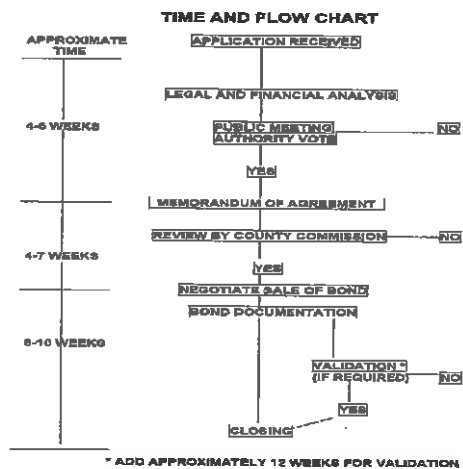 TIME AND FLOW CHART
APPROXIMATE
TIME
APPLICATION RECEIVED
LEGAL AND FINANCIAL ANALYSIS
4-6 WEEKS
PUBLIC MEETING
AUTHORITY VOTE
NO
YES
MEMORANDUM OF AGREEMENT
REVIEW BY COUNTY COMMISSION
NO
4-7 WEEKS
YES
NEGOTIATE SALE OF BOND
BOND DOCUMENTATION
WEEKS
VALIDATION *
(IF REQUIRED)
NO
YES
CLOSING
* ADD APPROXIMATELY 12 WEEKS FOR VALIDATION